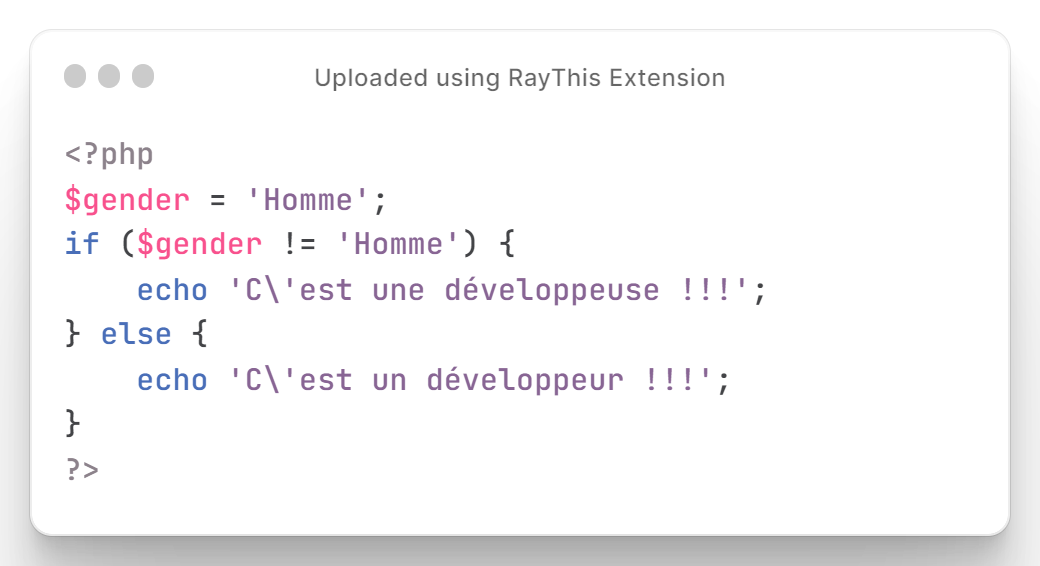 Uploaded using RayThis Extension
<?php
$gender = 'Homme';
if ($gender != 'Homme') {
    echo 'C\'est une développeuse !!!';
} else {
    echo 'C\'est un développeur !!!';
}
?>